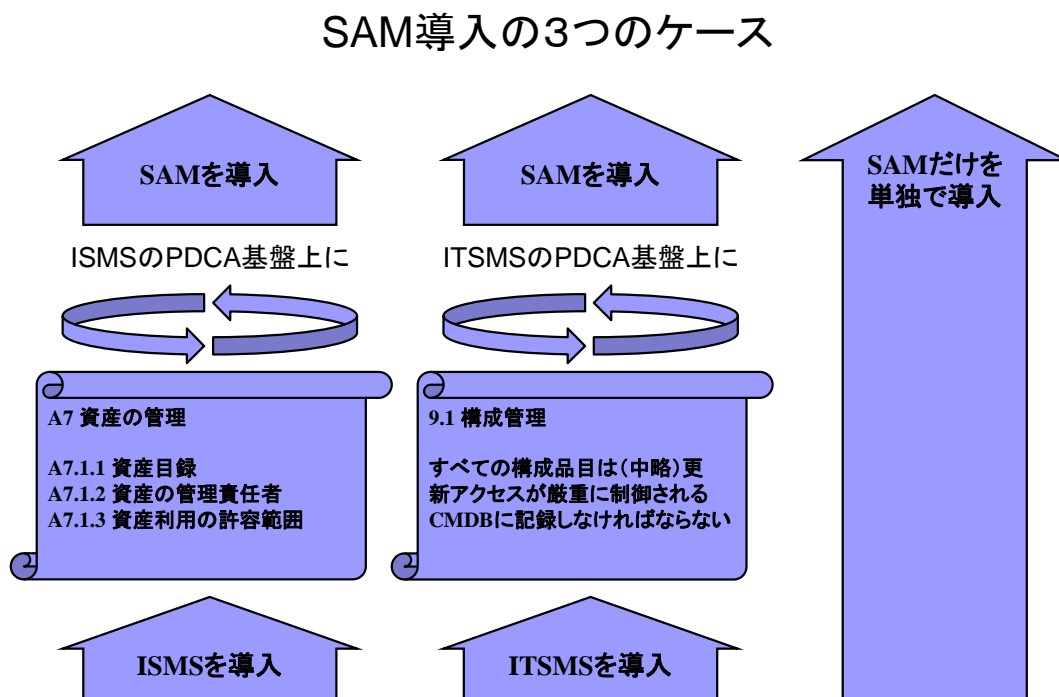 SAM導入の３つのケース
SAMを導入
ISMSのPDCA基盤上に
A7 資産の管理
A7.1.1 資産目録
A7.1.2 資産の管理責任者
A7.1.3 資産利用の許容範囲
ISMSを導入
SAMを導入
ITSMSのPDCA基盤上に
9.1 構成管理
すべての構成品目は（中略）更
新アクセスが厳重に制御される
CMDBに記録しなければならない
ITSMSを導入
SAMだけを
単独で導入